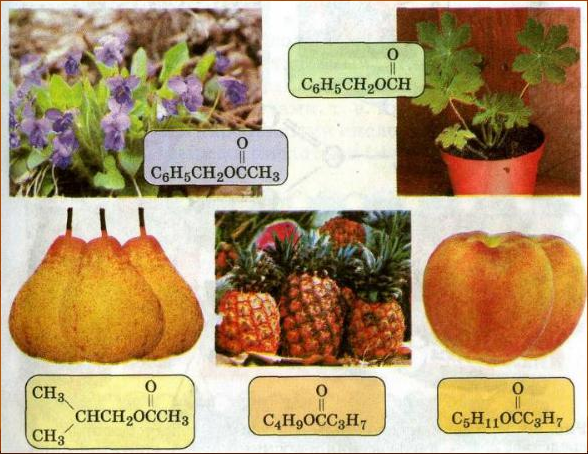 O
||
C₆H₅CH₂OCH
O
||
C₆H₅CH₂OCCH₃
CH₃
O
||
CHCH₂OCCH₃
CH₃
O
||
C₄H₉OCC₃H₇
O
||
C₅H₁₁OCC₃H₇